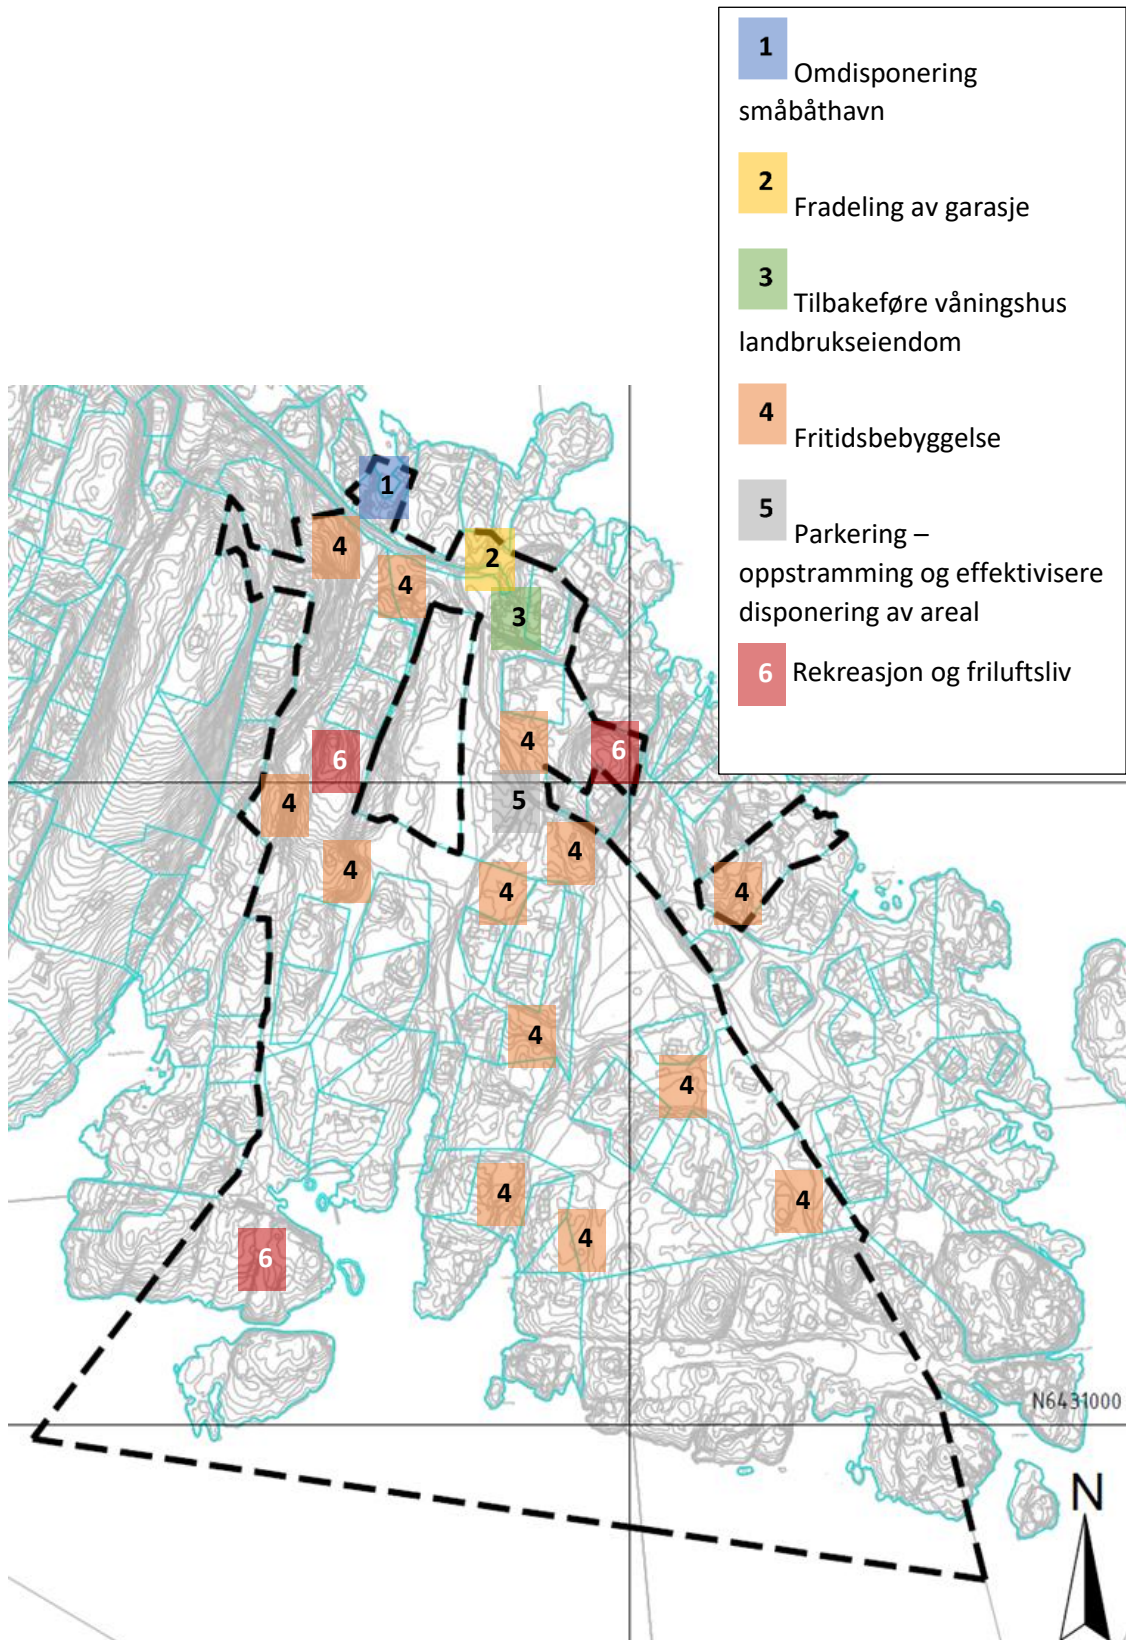 1
Omdisponering
småbåthavn
2
Fradeling av garasje
3
Tilbakeføre våningshus
landbrukseiendom
4
Fritidsbebyggelse
5
Parkering –
oppstramming og effektivisere
disponering av areal
6 Rekreasjon og friluftsliv
1
4
2
4
3
4
6
6
4
5
4
4
4
4
4
4
4
4
4
6
N6431000
N